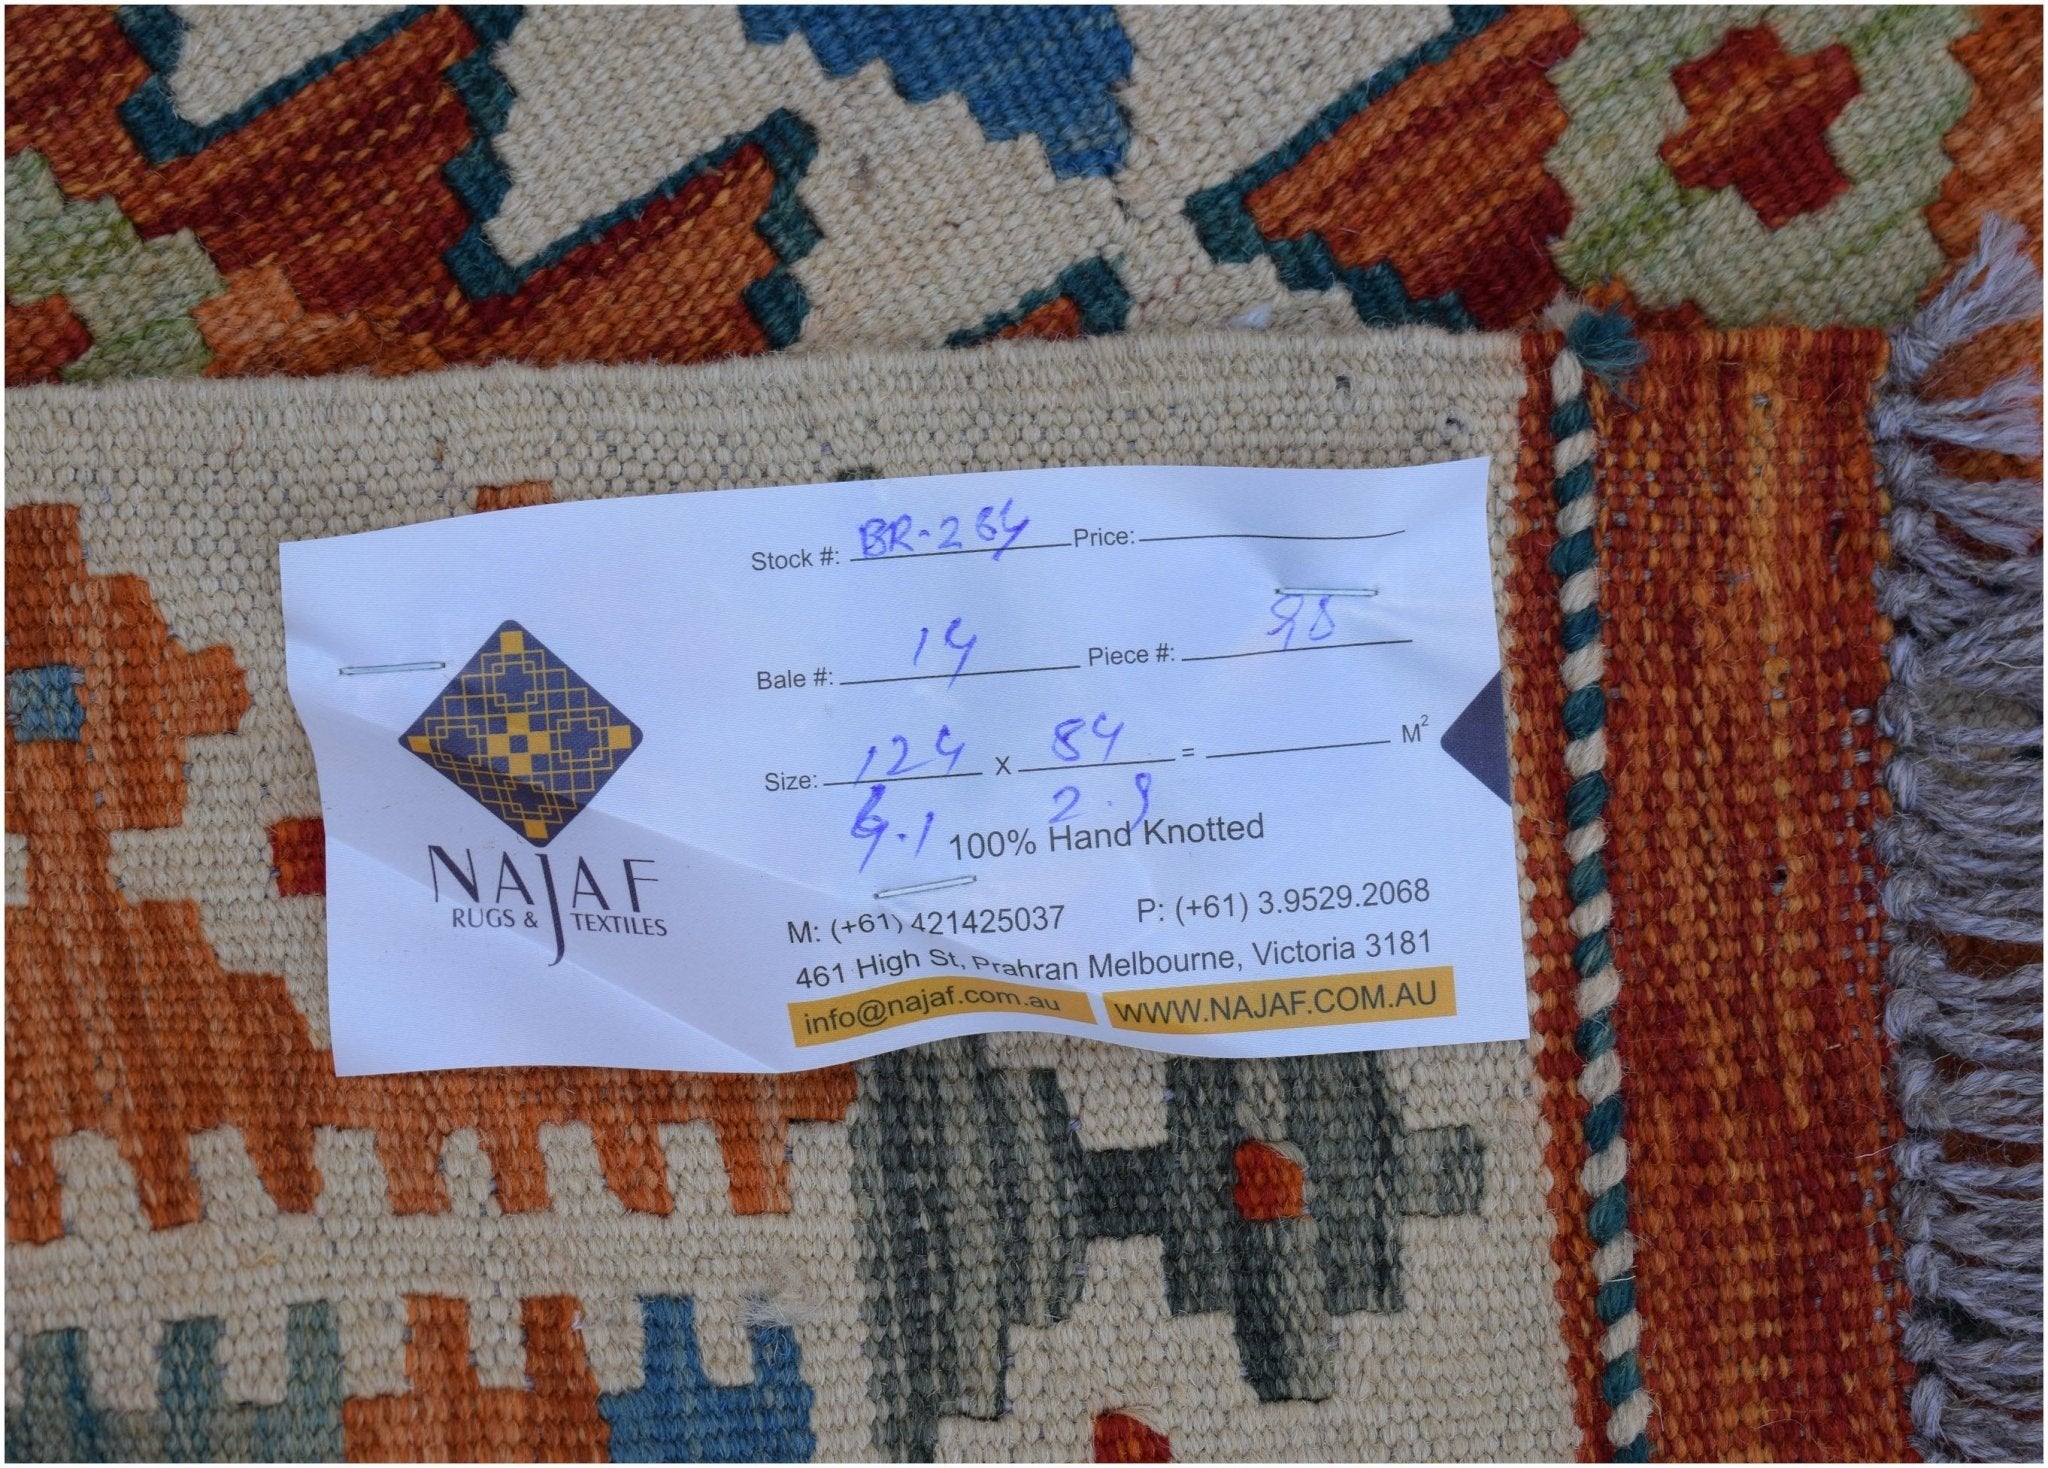 NAJAF
RUGS & TEXTILES
Stock #: BR-264 Price:
Bale #: 14 Piece #:
Size: 124 X 84 = M²
4.1 2.9
100% Hand Knotted
M: (+61) 421425037 P: (+61) 3.9529.2068
461 High St, Prahran Melbourne, Victoria 3181
info@najaf.com.au WWW.NAJAF.COM.AU